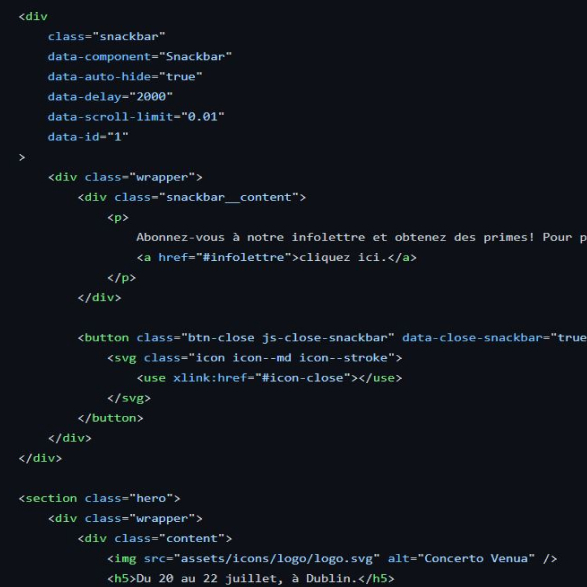 <div
class="snackbar"
data-component="Snackbar"
data-auto-hide="true"
data-delay="2000"
data-scroll-limit="0.01"
data-id="1"
>
<div class="wrapper">
<div class="snackbar__content">
<p>
Abonnez-vous à notre infolettre et obtenez des primes! Pour p
<a href="#infolettre">cliquez ici.</a>
</p>
</div>
<button class="btn-close js-close-snackbar" data-close-snackbar="true
<svg class="icon icon--md icon--stroke">
<use xlink:href="#icon-close"></use>
</svg>
</button>
</div>
</div>
<section class="hero">
<div class="wrapper">
<div class="content">
<img src="assets/icons/logo/logo.svg" alt="Concerto Venua" />
<h5>Du 20 au 22 juillet, à Dublin.</h5>